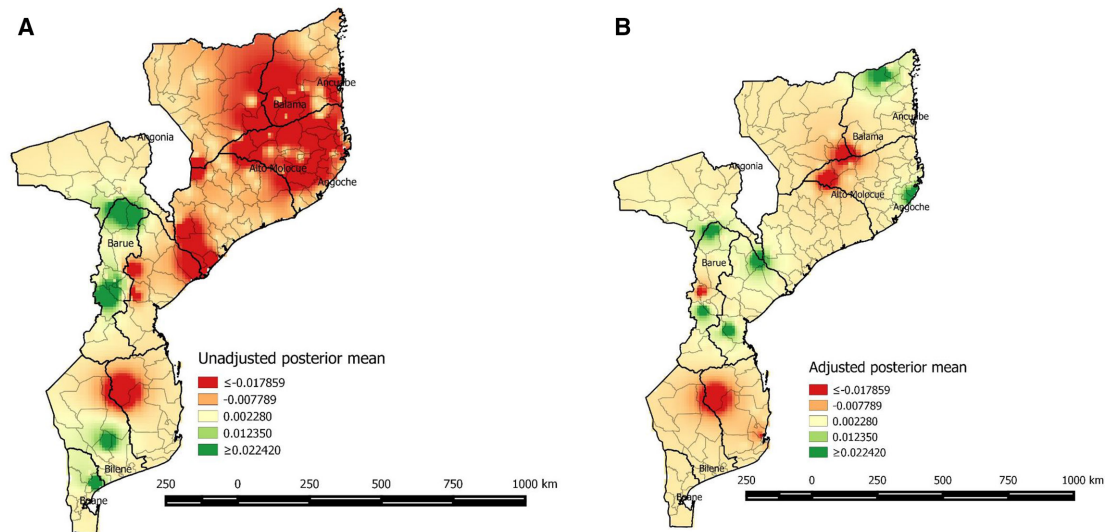 A
Ancuabe
Balama
Angonia
Alto Molocue
Angoche
Barue
Unadjusted posterior mean
≤-0.017859
-0.007789
0.002280
0.012350
≥0.022420
Bilene
Boane
250 0 250 500 750 1000 km
B
Ancuabe
Balama
Angonia
Alto Molocue
Angoche
Barue
Adjusted posterior mean
≤-0.017859
-0.007789
0.002280
0.012350
≥0.022420
Bilene
Boane
250 0 250 500 750 1000 km